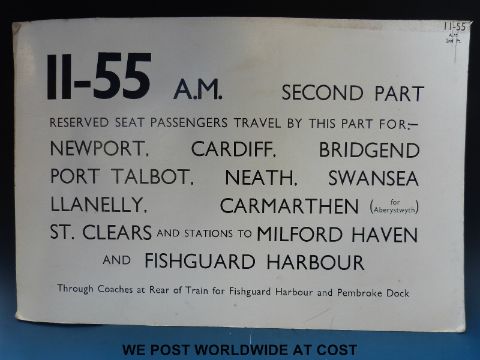 11-55
A.M.
2nd Pt.
11-55 A.M. SECOND PART
RESERVED SEAT PASSENGERS TRAVEL BY THIS PART FOR:—
NEWPORT, CARDIFF, BRIDGEND
PORT TALBOT, NEATH, SWANSEA
LLANELLY, CARMARTHEN (for Aberystwyth)
ST. CLEARS AND STATIONS TO MILFORD HAVEN
AND FISHGUARD HARBOUR
Through Coaches at Rear of Train for Fishguard Harbour and Pembroke Dock
WE POST WORLDWIDE AT COST